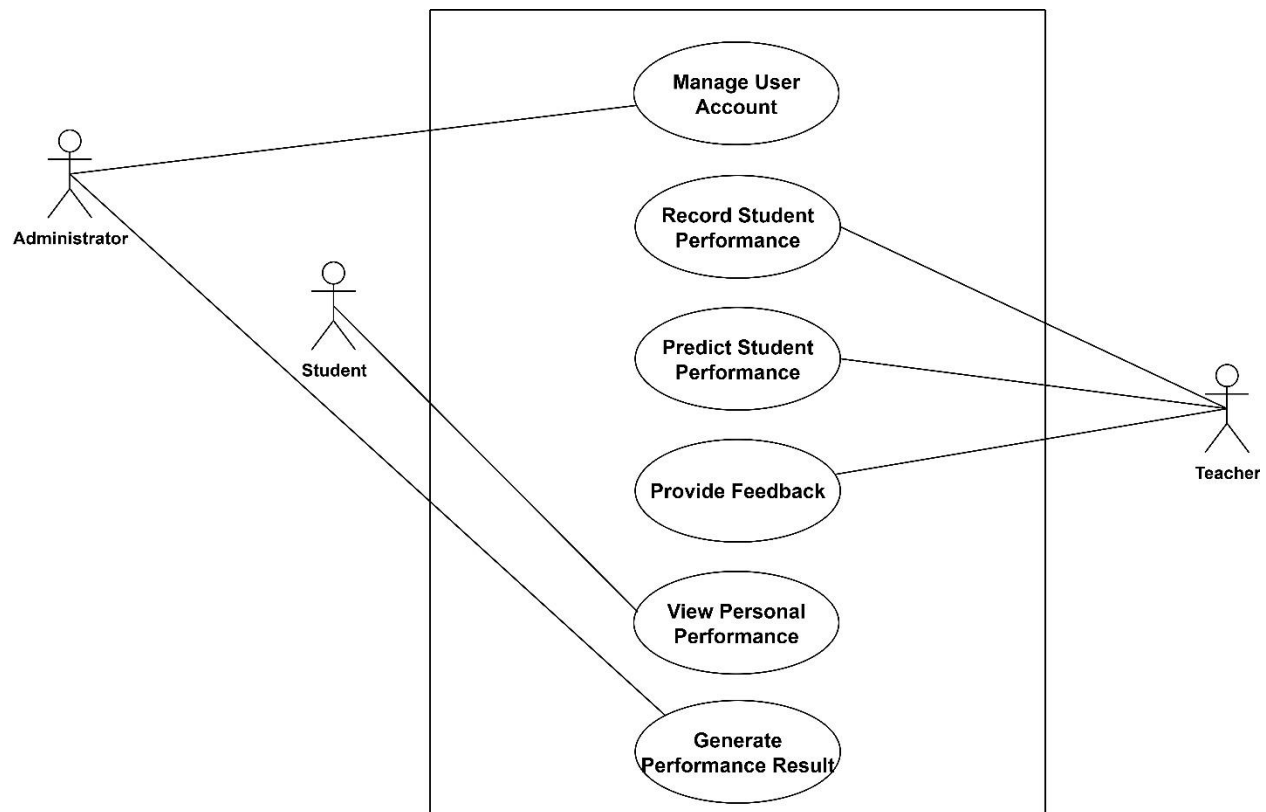 Manage User
Account
Administrator
Record Student
Performance
Student
Predict Student
Performance
Teacher
Provide Feedback
View Personal
Performance
Generate
Performance Result